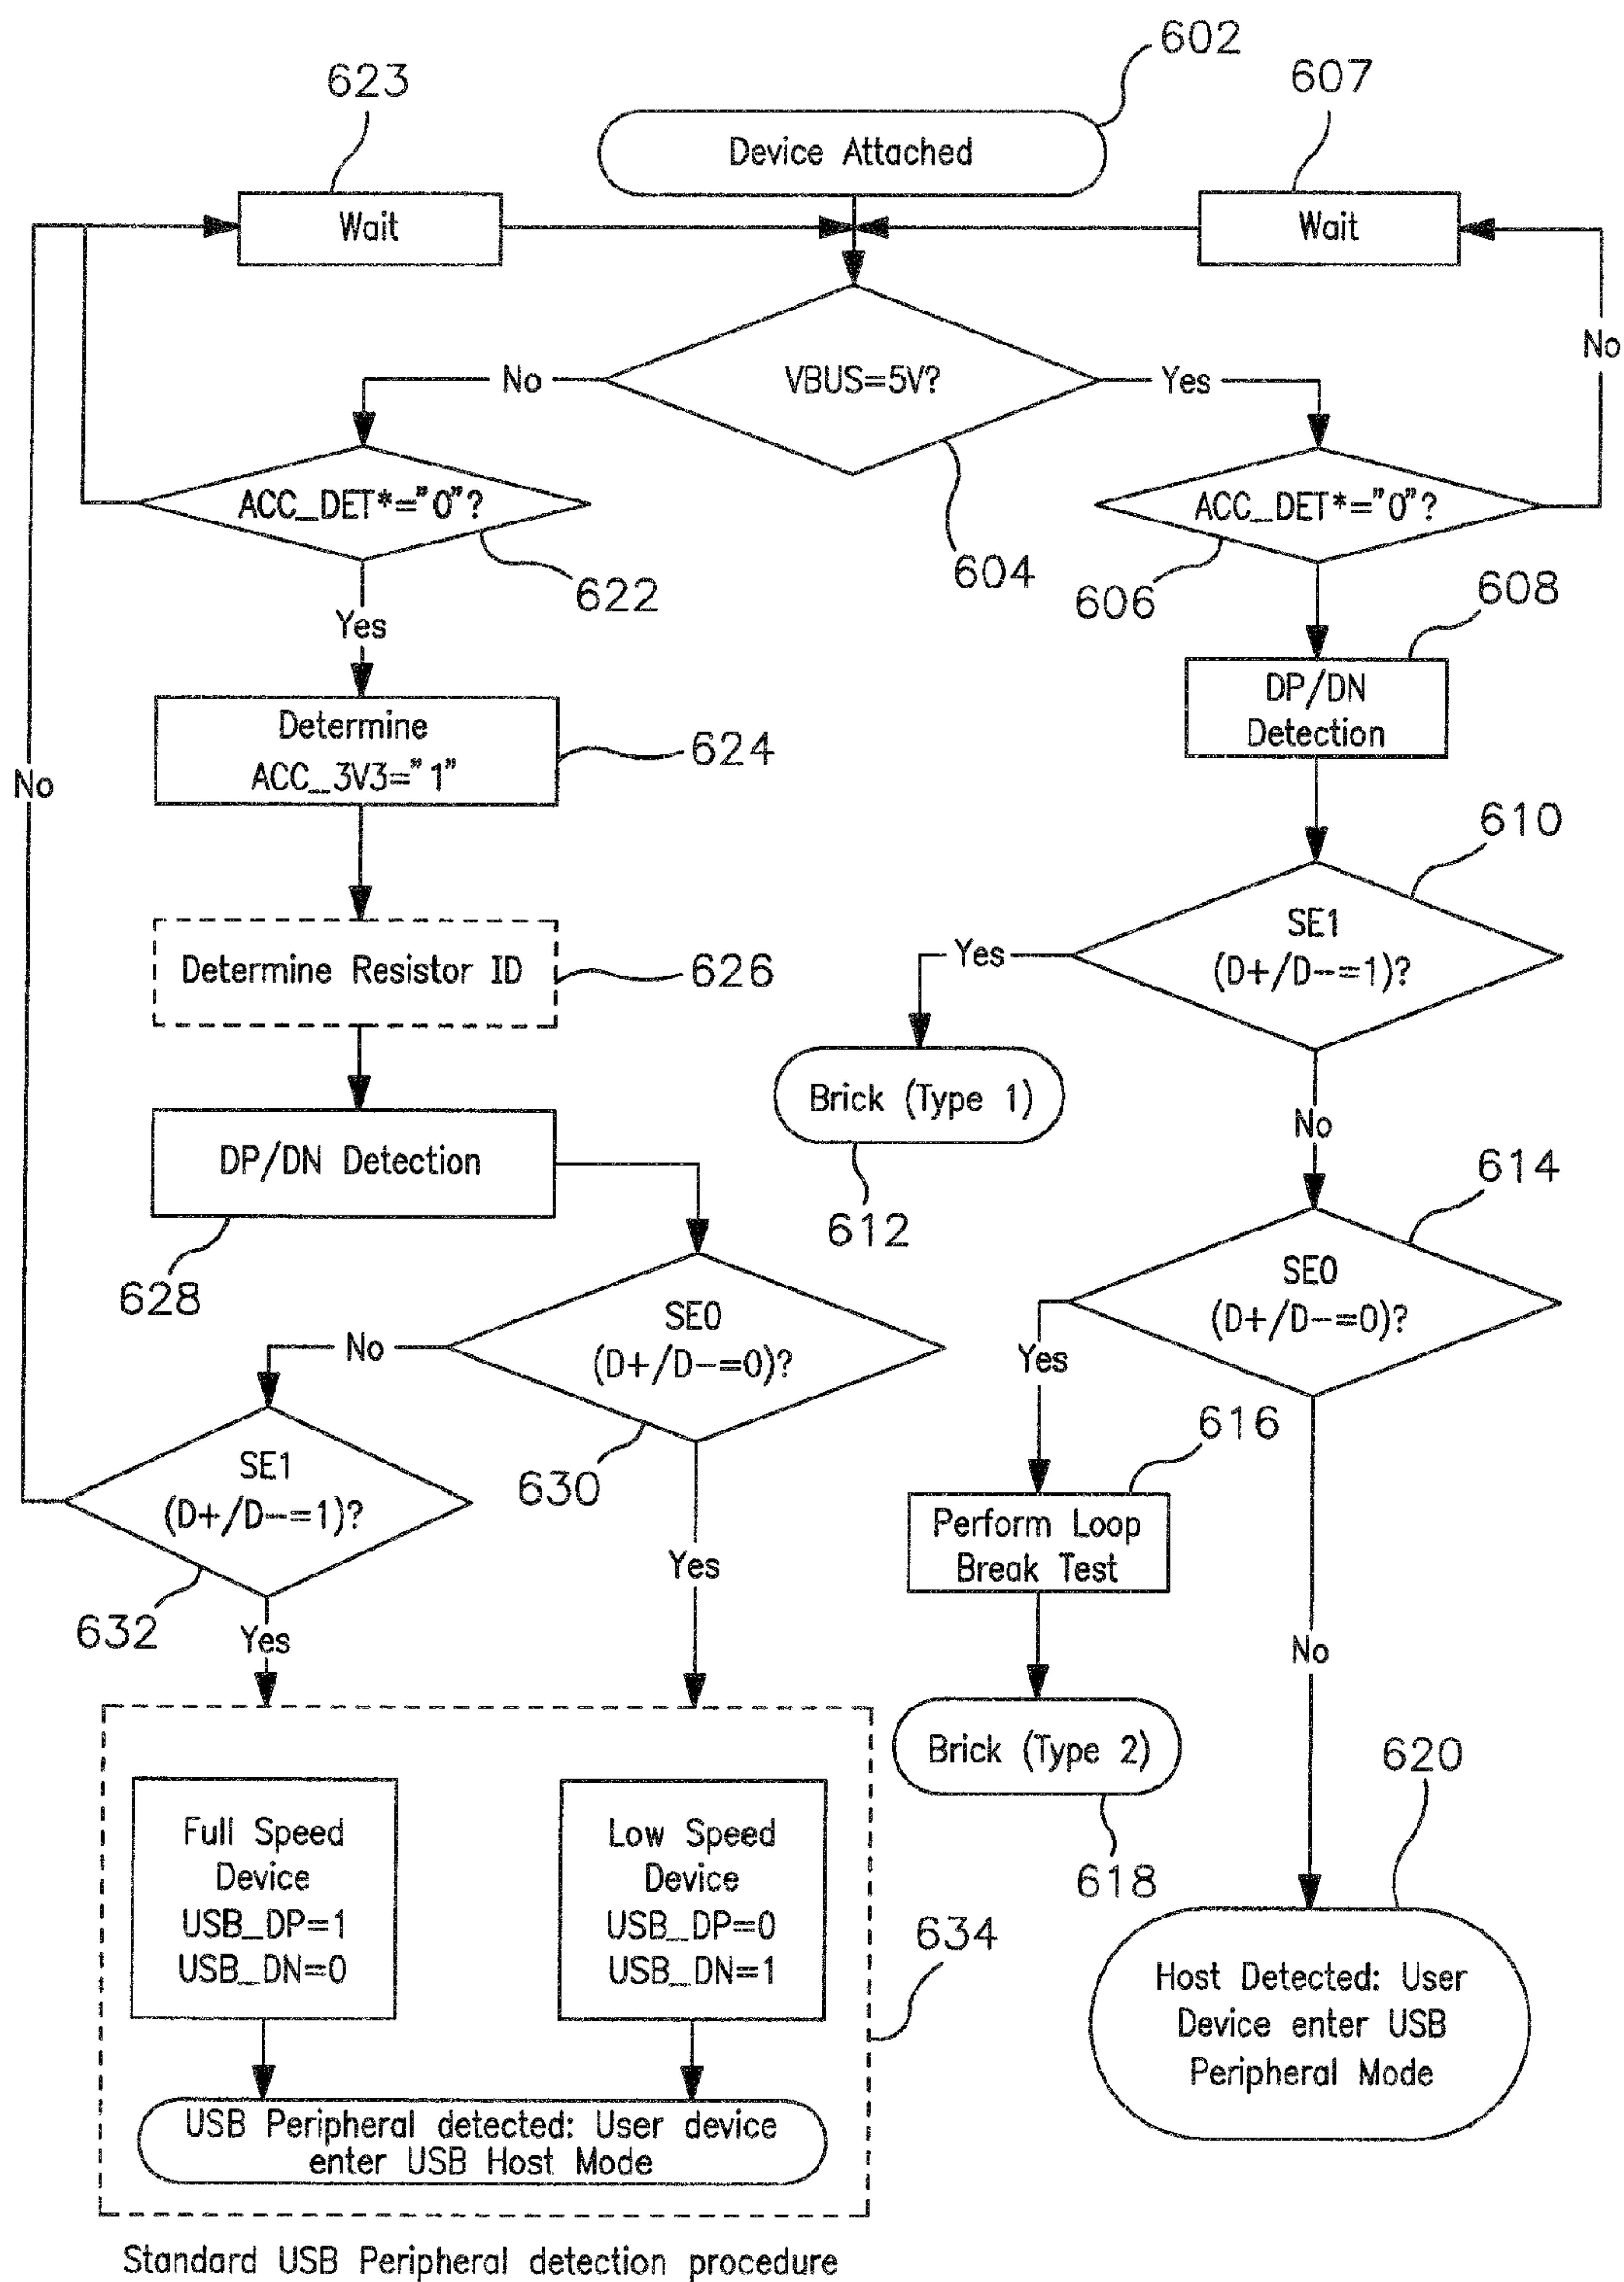 602
623
607
Device Attached
Wait
Wait
No
No
VBUS=5V?
Yes
ACC_DET*="0"?
ACC_DET*="0"?
604
622
606
608
Yes
DP/DN
Detection
Determine
ACC_3V3="1"
624
No
610
SE1
(D+/D-=1)?
Yes
Determine Resistor ID
626
Brick (Type 1)
No
612
DP/DN Detection
614
628
SE0
(D+/D-=0)?
SE0
(D+/D-=0)?
No
Yes
616
SE1
(D+/D-=1)?
630
Perform Loop
Break Test
Yes
632
Yes
No
Brick (Type 2)
620
618
Full Speed
Device
USB_DP=1
USB_DN=0
Low Speed
Device
USB_DP=0
USB_DN=1
634
Host Detected: User
Device enter USB
Peripheral Mode
USB Peripheral detected: User device
enter USB Host Mode
Standard USB Peripheral detection procedure